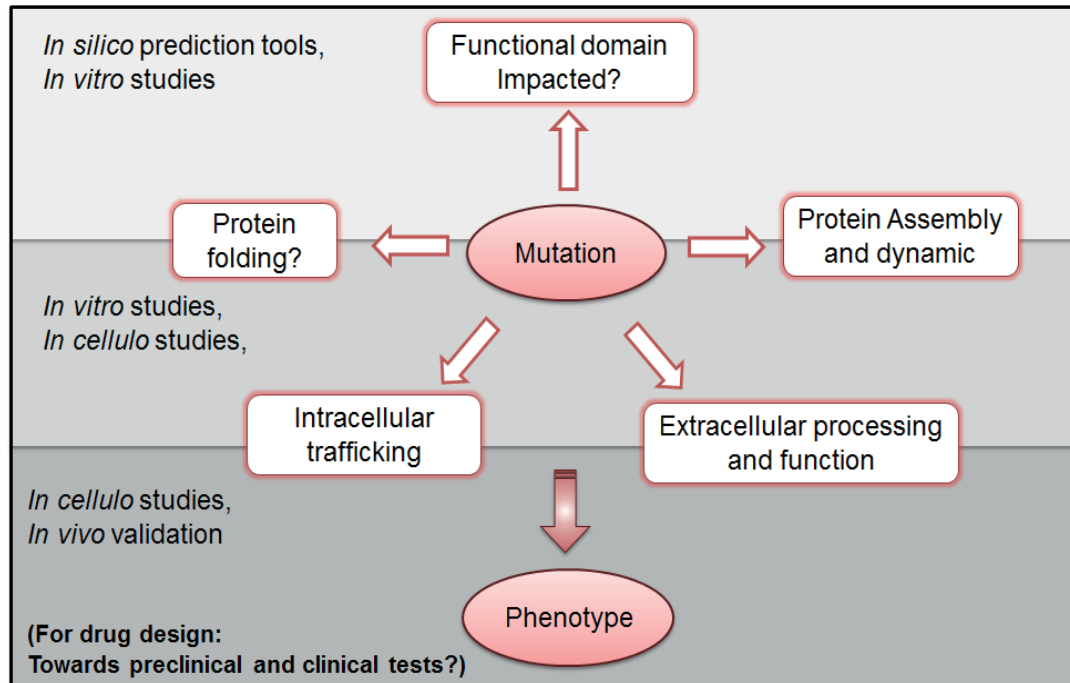 In silico prediction tools,
In vitro studies
Functional domain
Impacted?
Protein
folding?
Mutation
Protein Assembly
and dynamic
In vitro studies,
In cellulo studies,
Intracellular
trafficking
Extracellular processing
and function
In cellulo studies,
In vivo validation
Phenotype
(For drug design:
Towards preclinical and clinical tests?)